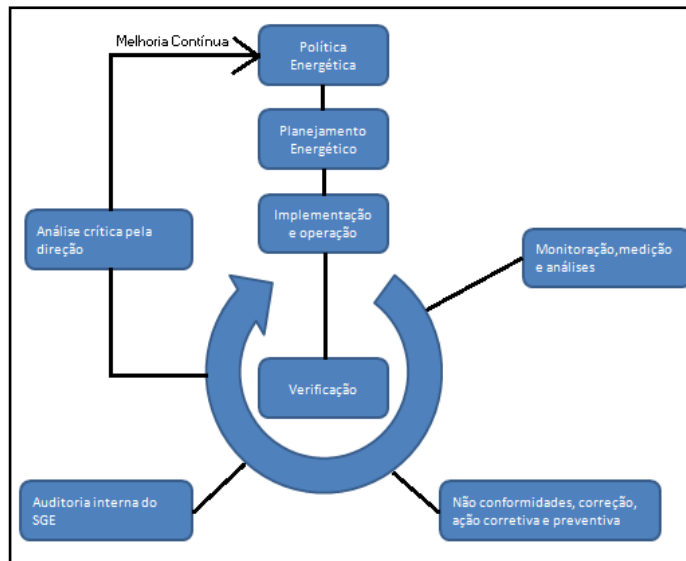 Melhoria Contínua
Política
Energética
Planejamento
Energético
Implementação
e operação
Análise crítica pela
direção
Monitoração,medição
e análises
Verificação
Auditoria interna do
SGE
Não conformidades, correção,
ação corretiva e preventiva